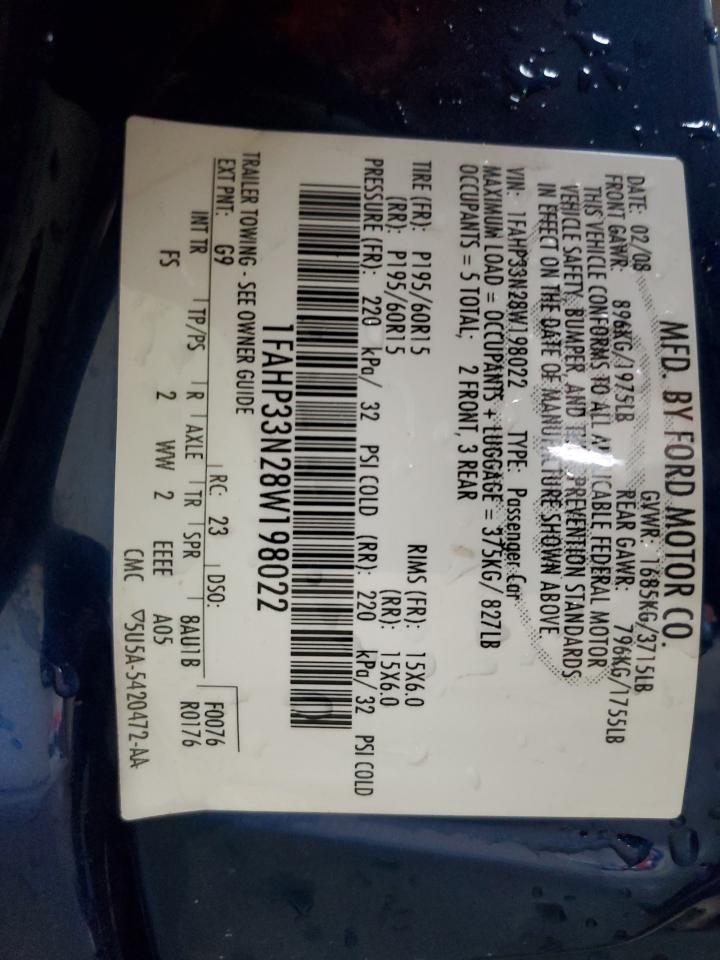 MFD. BY FORD MOTOR CO.
DATE: 02/08 GVWR: 1685KG/3715LB
FRONT GAWR: 896KG/1975LB REAR GAWR: 796KG/1755LB
THIS VEHICLE CONFORMS TO ALL APPLICABLE FEDERAL MOTOR
VEHICLE SAFETY, BUMPER, AND PREVENTION STANDARDS
IN EFFECT ON THE DATE OF MANUFACTURE SHOWN ABOVE.
VIN: 1FAHP33N28W198022 TYPE: Passenger Car
MAXIMUM LOAD = OCCUPANTS + LUGGAGE = 375KG/827LB
OCCUPANTS = 5 TOTAL, 2 FRONT, 3 REAR
TIRE (FR): P195/60R15 RIMS (FR): 15X6.0
(RR): P195/60R15 (RR): 15X6.0
PRESSURE (FR): 220 kPa/ 32 PSI COLD (RR): 220 kPa/ 32 PSI COLD
1FAHP33N28W198022
TRAILER TOWING - SEE OWNER GUIDE
EXT PNT: G9 RC: 23 DSO: F0076
INT TR TP/PS R AXLE TR SPR 8AU1B R0176
FS 2 WW 2 EEEE A05
CMC ▽5U5A-5420472-AA